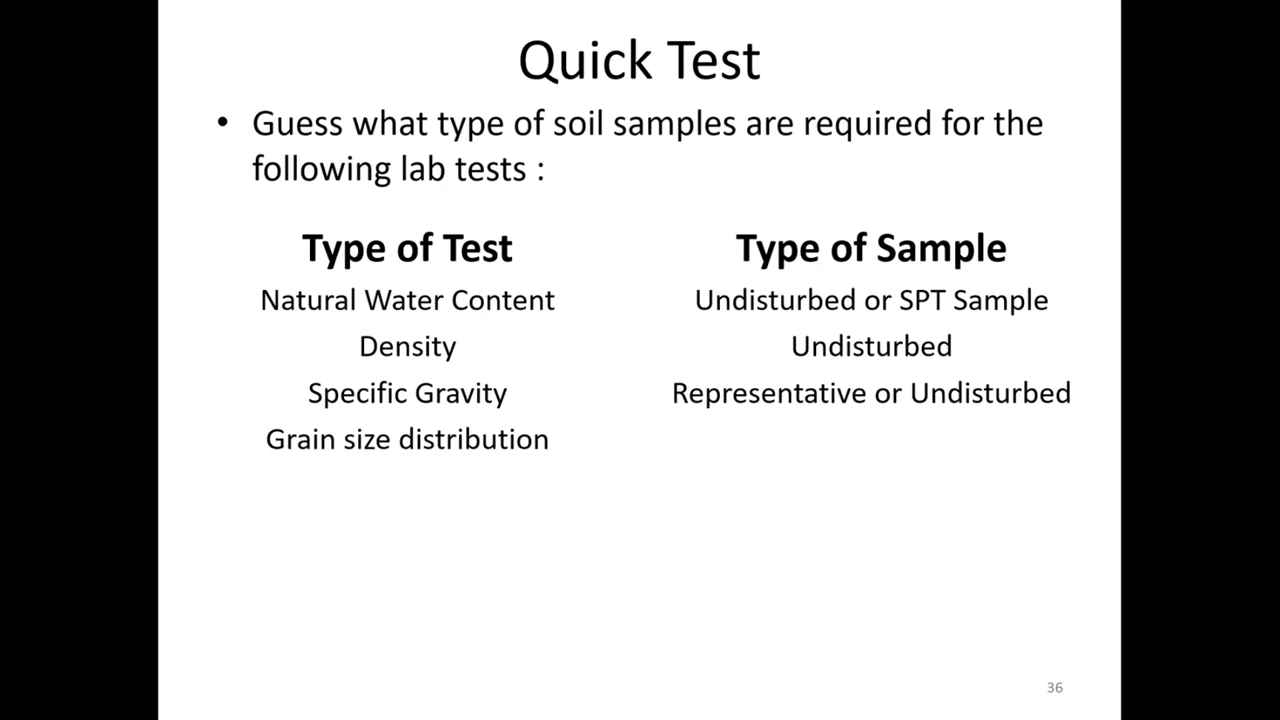 Quick Test
• Guess what type of soil samples are required for the
following lab tests :
Type of Test
Type of Sample
Natural Water Content
Undisturbed or SPT Sample
Density
Undisturbed
Specific Gravity
Representative or Undisturbed
Grain size distribution
36